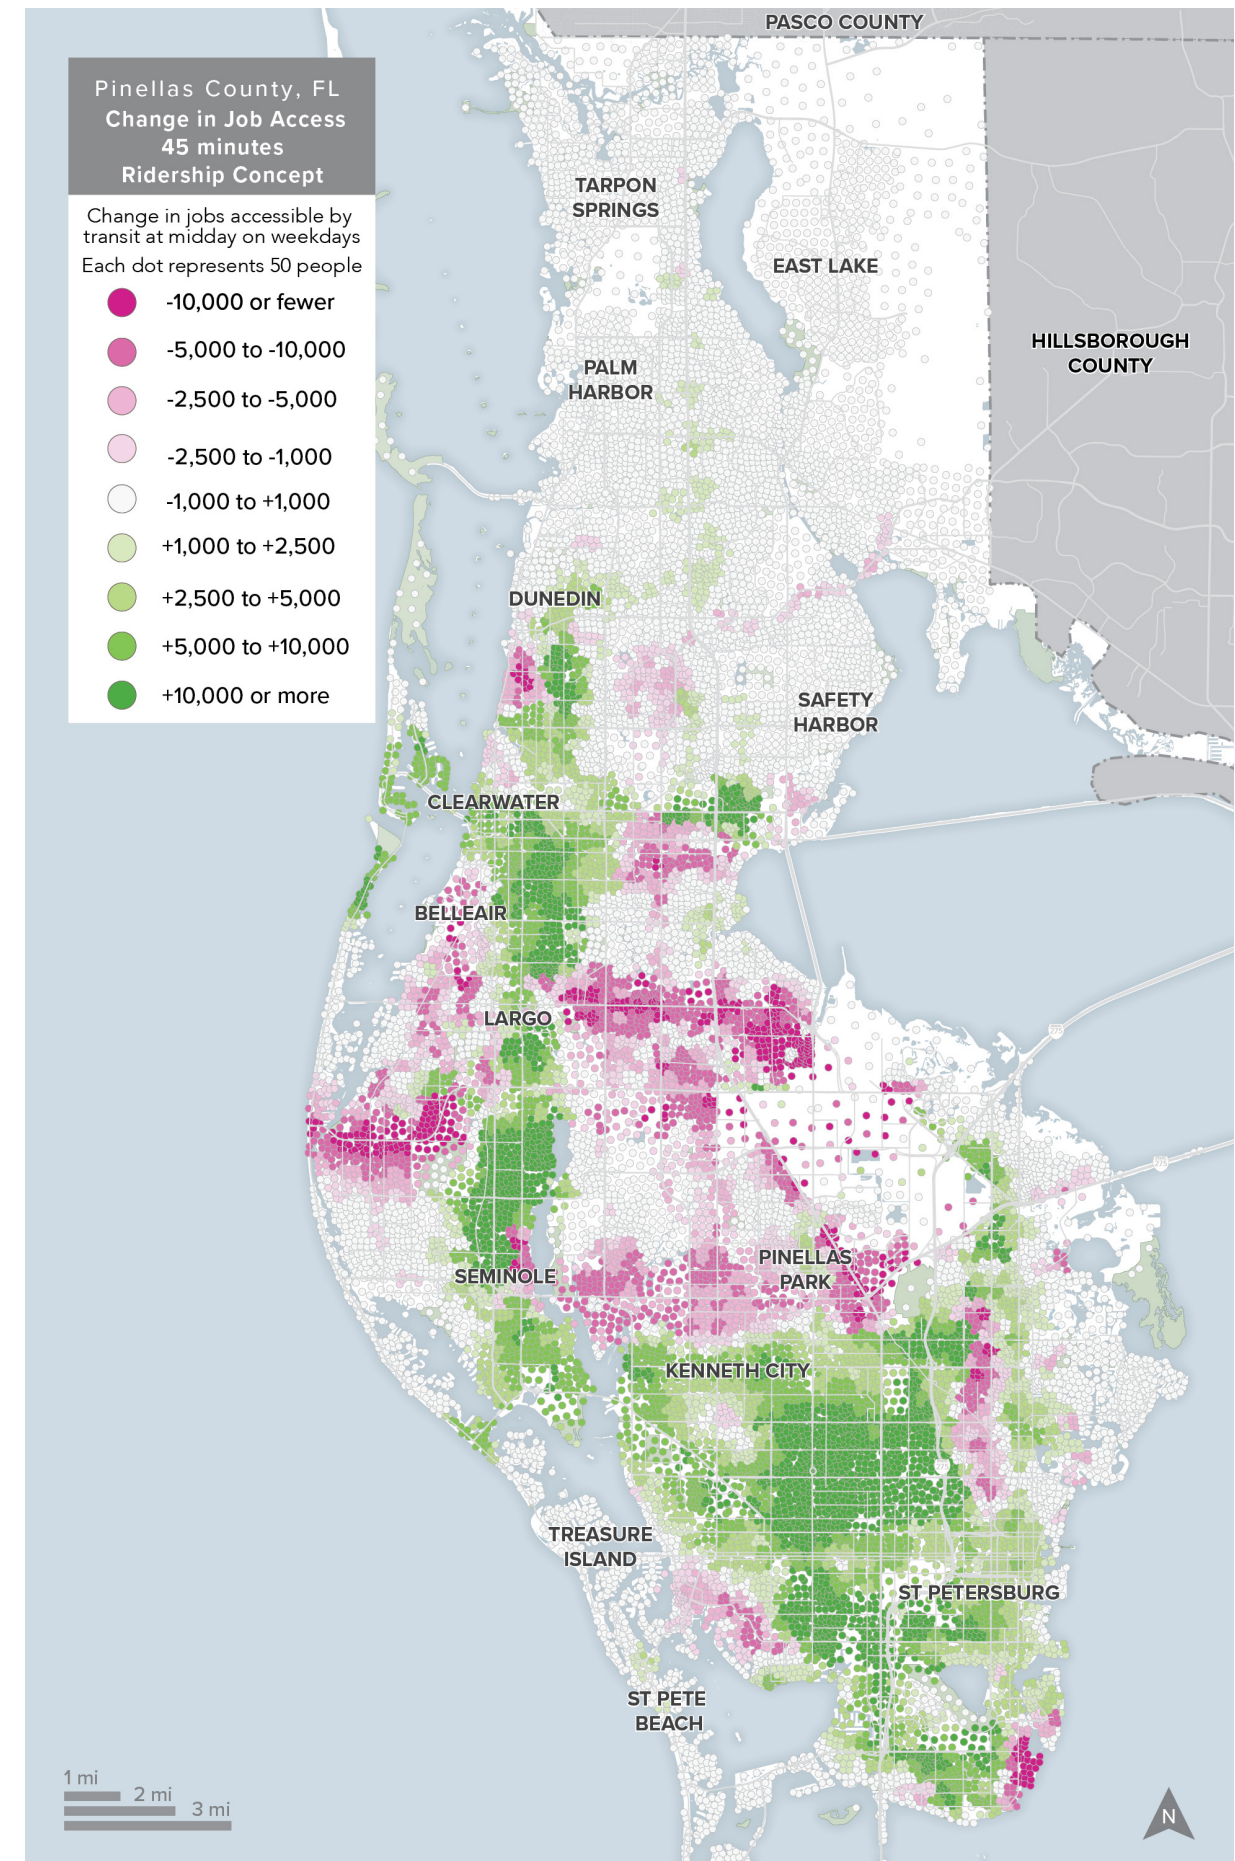 PASCO COUNTY
Pinellas County, FL
Change in Job Access
45 minutes
Ridership Concept
Change in jobs accessible by
transit at midday on weekdays
Each dot represents 50 people
-10,000 or fewer
-5,000 to -10,000
-2,500 to -5,000
-2,500 to -1,000
-1,000 to +1,000
+1,000 to +2,500
+2,500 to +5,000
+5,000 to +10,000
+10,000 or more
TARPON
SPRINGS
EAST LAKE
HILLSBOROUGH
COUNTY
PALM
HARBOR
DUNEDIN
SAFETY
HARBOR
CLEARWATER
BELLEAIR
LARGO
275
275
SEMINOLE
PINELLAS
PARK
KENNETH CITY
275
TREASURE
ISLAND
ST PETERSBURG
ST PETE
BEACH
1 mi
2 mi
3 mi
N